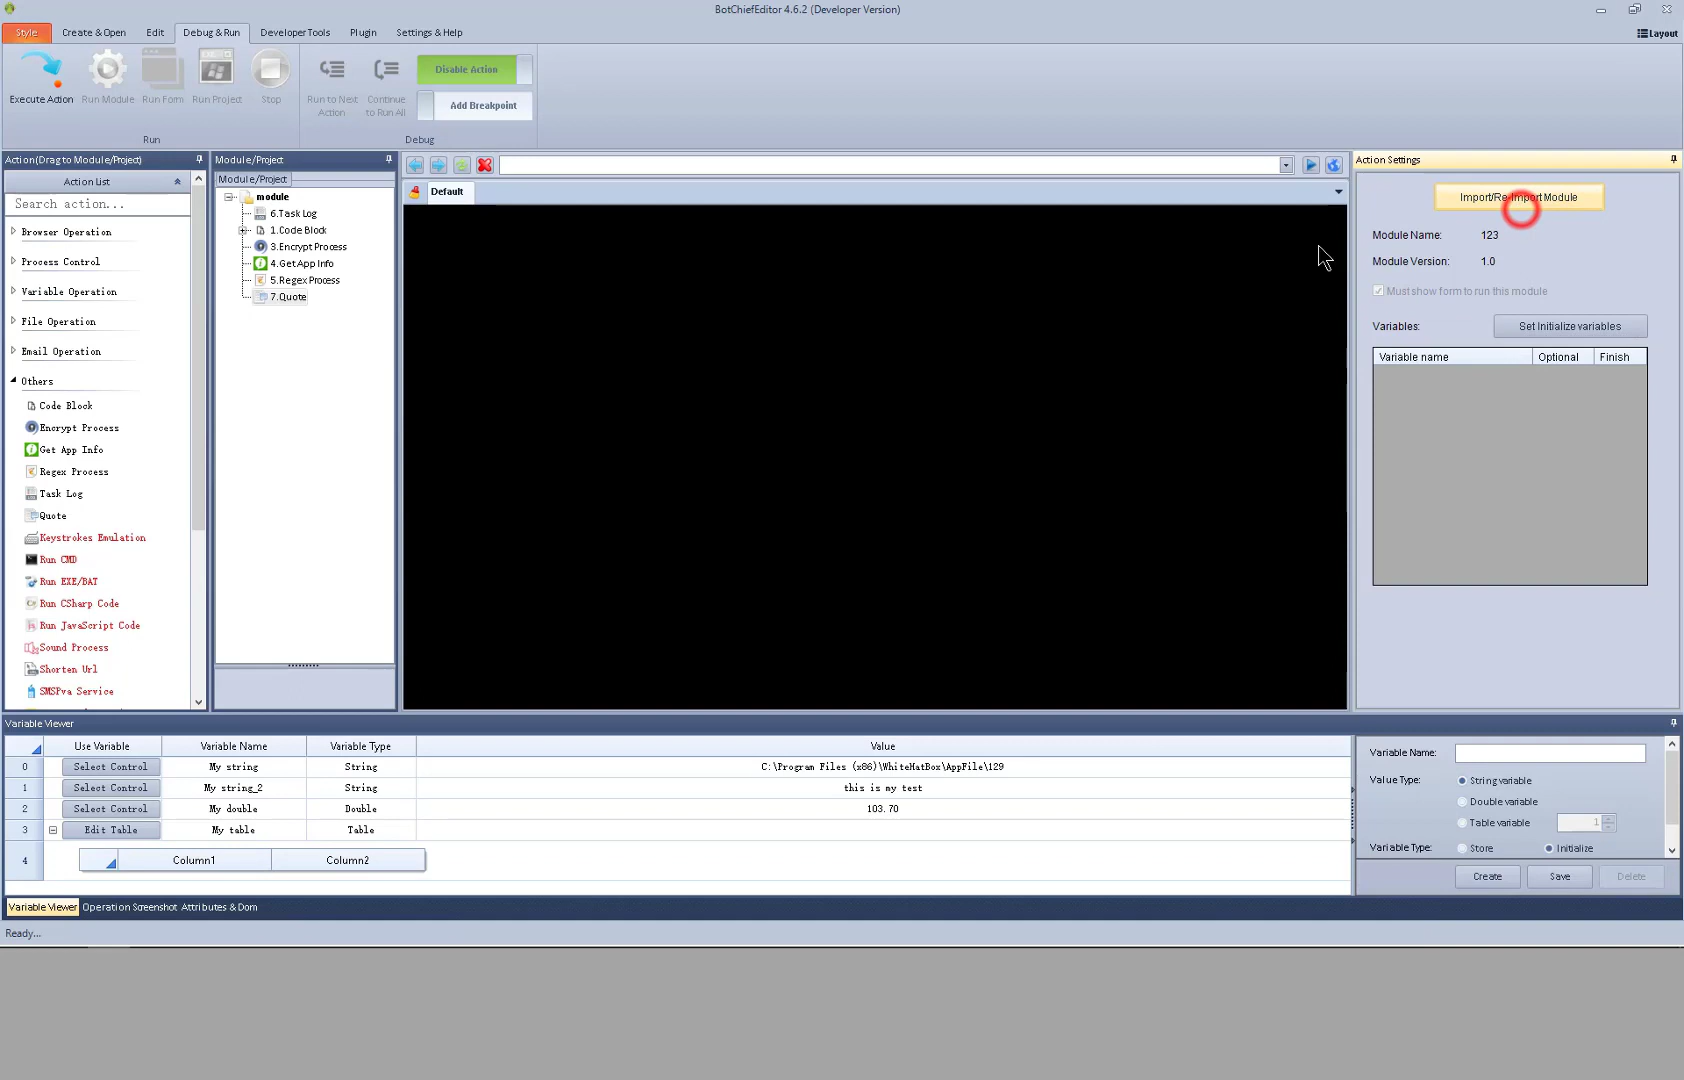 BotChiefEditor 4.6.2 (Developer Version)
Style Create & Open Edit Debug & Run Developer Tools Plugin Settings & Help
Layout
Execute Action Run Module Run Form Run Project Stop
Run to Next Action
Continue to Run All
Disable Action
Add Breakpoint
Run Debug
Action(Drag to Module/Project)
Action List
Search action...
Browser Operation
Process Control
Variable Operation
File Operation
Email Operation
Others
Code Block
Encrypt Process
Get App Info
Regex Process
Task Log
Quote
Keystrokes Emulation
Run CMD
Run EXE/BAT
Run CSharp Code
Run JavaScript Code
Sound Process
Shorten Url
SMSPva Service
Module/Project
Module/Project
module
6.Task Log
1.Code Block
3.Encrypt Process
4.Get App Info
5.Regex Process
7.Quote
Default
Action Settings
Import/Re-Import Module
Module Name: 123
Module Version: 1.0
Must show form to run this module
Variables: Set Initialize variables
Variable name Optional Finish
Variable Viewer
Use Variable Variable Name Variable Type Value
0 Select Control My string String C:\Program Files (x86)\WhiteHatBox\AppFile\129
1 Select Control My string_2 String this is my test
2 Select Control My double Double 103.70
3 Edit Table My table Table
4 Column1 Column2
Variable Name:
Value Type: String variable
Double variable
Table variable 1
Variable Type: Store Initialize
Create Save Delete
Variable Viewer Operation Screenshot Attributes & Dom
Ready...